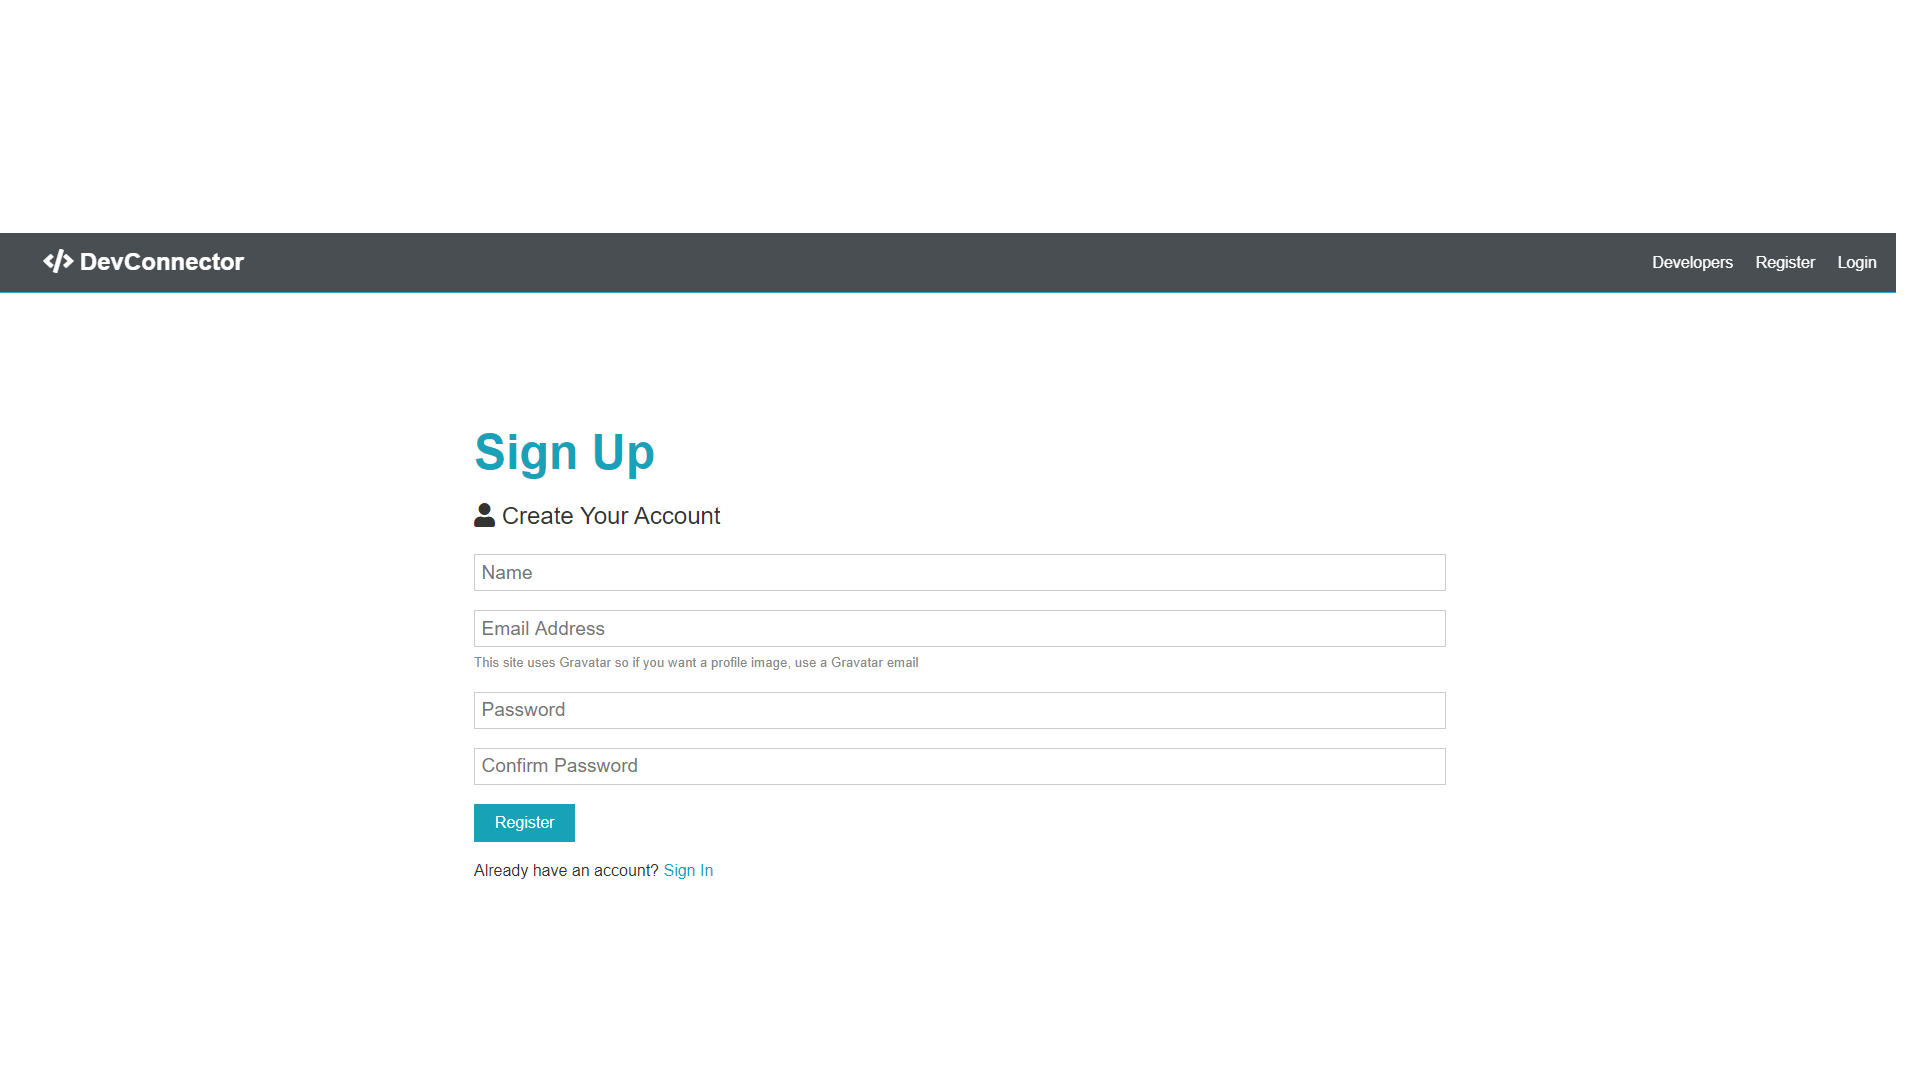 DevConnector
Developers Register Login
Sign Up
Create Your Account
Name
Email Address
This site uses Gravatar so if you want a profile image, use a Gravatar email
Password
Confirm Password
Register
Already have an account? Sign In